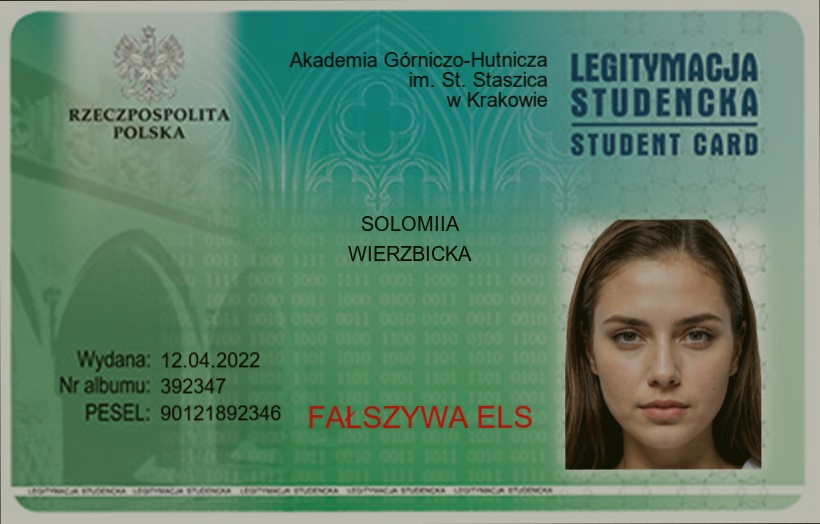 RZECZPOSPOLITA
POLSKA
Akademia Górniczo-Hutnicza
im. St. Staszica
w Krakowie
LEGITYMACJA
STUDENCKA
STUDENT CARD
SOLOMIIA
WIERZBICKA
Wydana: 12.04.2022
Nr albumu: 392347
PESEL: 90121892346
FAŁSZYWA ELS
LEGITYMACJA STUDENCKA LEGITYMACJA STUDENCKA LEGITYMACJA STUDENCKA LEGITYMACJA STUDENCKA LEGITYMACJA STUDENCKA